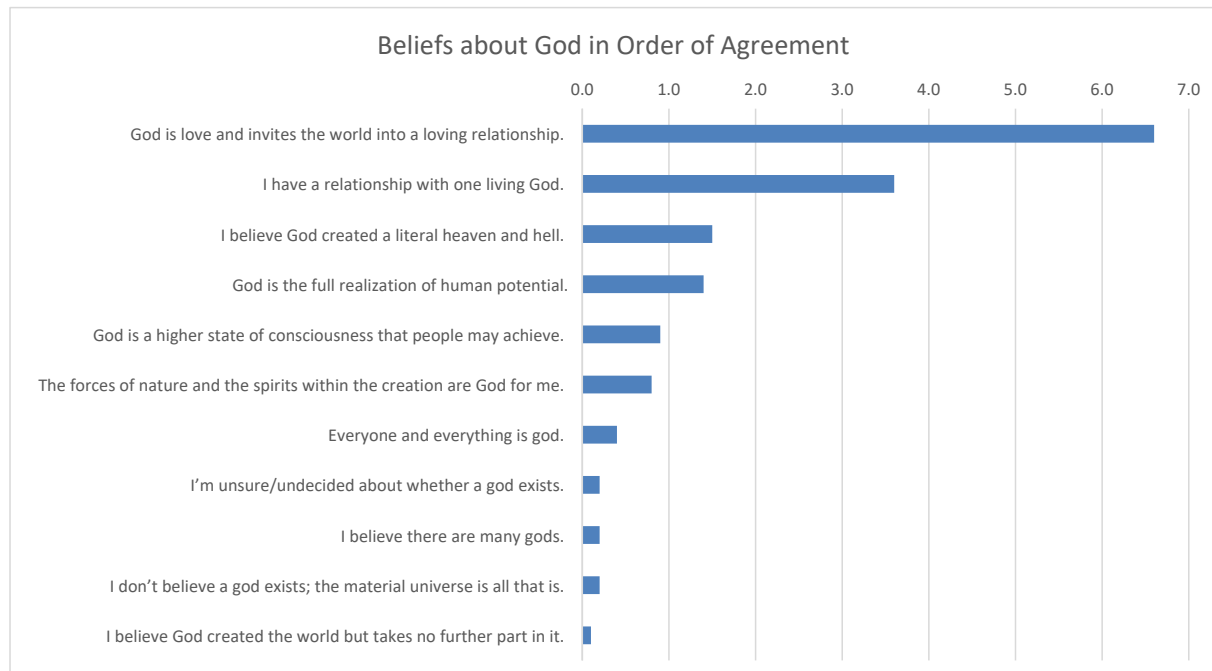 Beliefs about God in Order of Agreement
0.0 1.0 2.0 3.0 4.0 5.0 6.0 7.0
God is love and invites the world into a loving relationship.
I have a relationship with one living God.
I believe God created a literal heaven and hell.
God is the full realization of human potential.
God is a higher state of consciousness that people may achieve.
The forces of nature and the spirits within the creation are God for me.
Everyone and everything is god.
I’m unsure/undecided about whether a god exists.
I believe there are many gods.
I don’t believe a god exists; the material universe is all that is.
I believe God created the world but takes no further part in it.